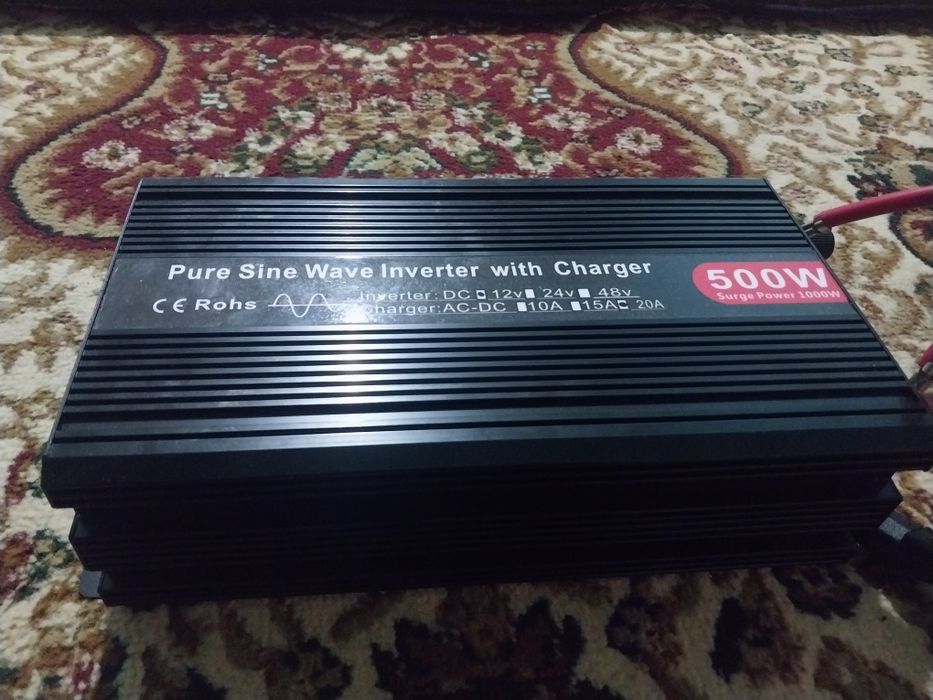 Pure Sine Wave Inverter with Charger
CE Rohs
Inverter: DC 12v 24v 48v
Charger:AC-DC 10A 15A 20A
500W
Surge Power 1000W